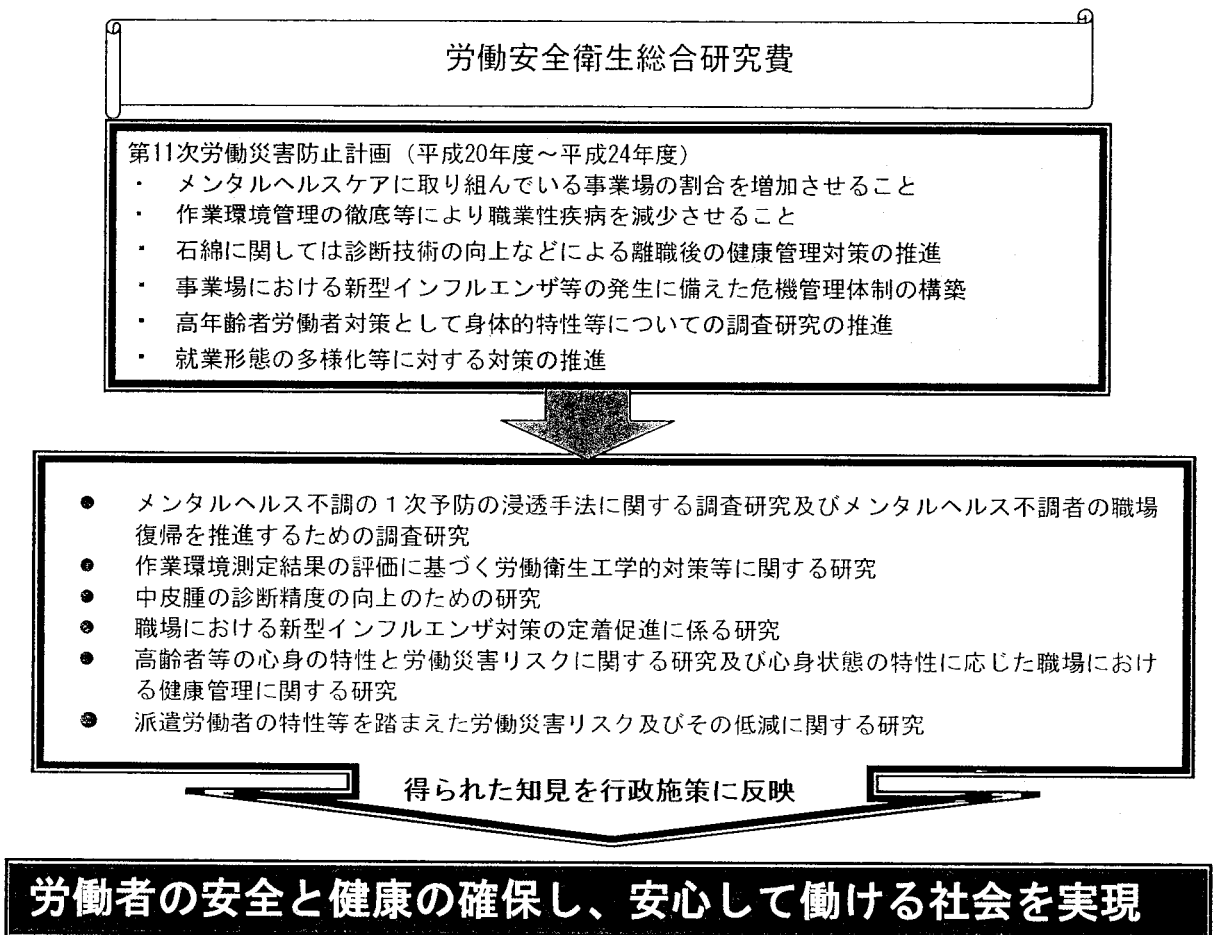 労働安全衛生総合研究費
第11次労働災害防止計画（平成20年度～平成24年度）
・ メンタルヘルスケアに取り組んでいる事業場の割合を増加させること
・ 作業環境管理の徹底等により職業性疾病を減少させること
・ 石綿に関しては診断技術の向上などによる離職後の健康管理対策の推進
・ 事業場における新型インフルエンザ等の発生に備えた危機管理体制の構築
・ 高年齢者労働者対策として身体的特性等についての調査研究の推進
・ 就業形態の多様化等に対する対策の推進
● メンタルヘルス不調の１次予防の浸透手法に関する調査研究及びメンタルヘルス不調者の職場
復帰を推進するための調査研究
● 作業環境測定結果の評価に基づく労働衛生工学的対策等に関する研究
● 中皮腫の診断精度の向上のための研究
● 職場における新型インフルエンザ対策の定着促進に係る研究
● 高齢者等の心身の特性と労働災害リスクに関する研究及び心身状態の特性に応じた職場におけ
る健康管理に関する研究
● 派遣労働者の特性等を踏まえた労働災害リスク及びその低減に関する研究
得られた知見を行政施策に反映
労働者の安全と健康の確保し、安心して働ける社会を実現